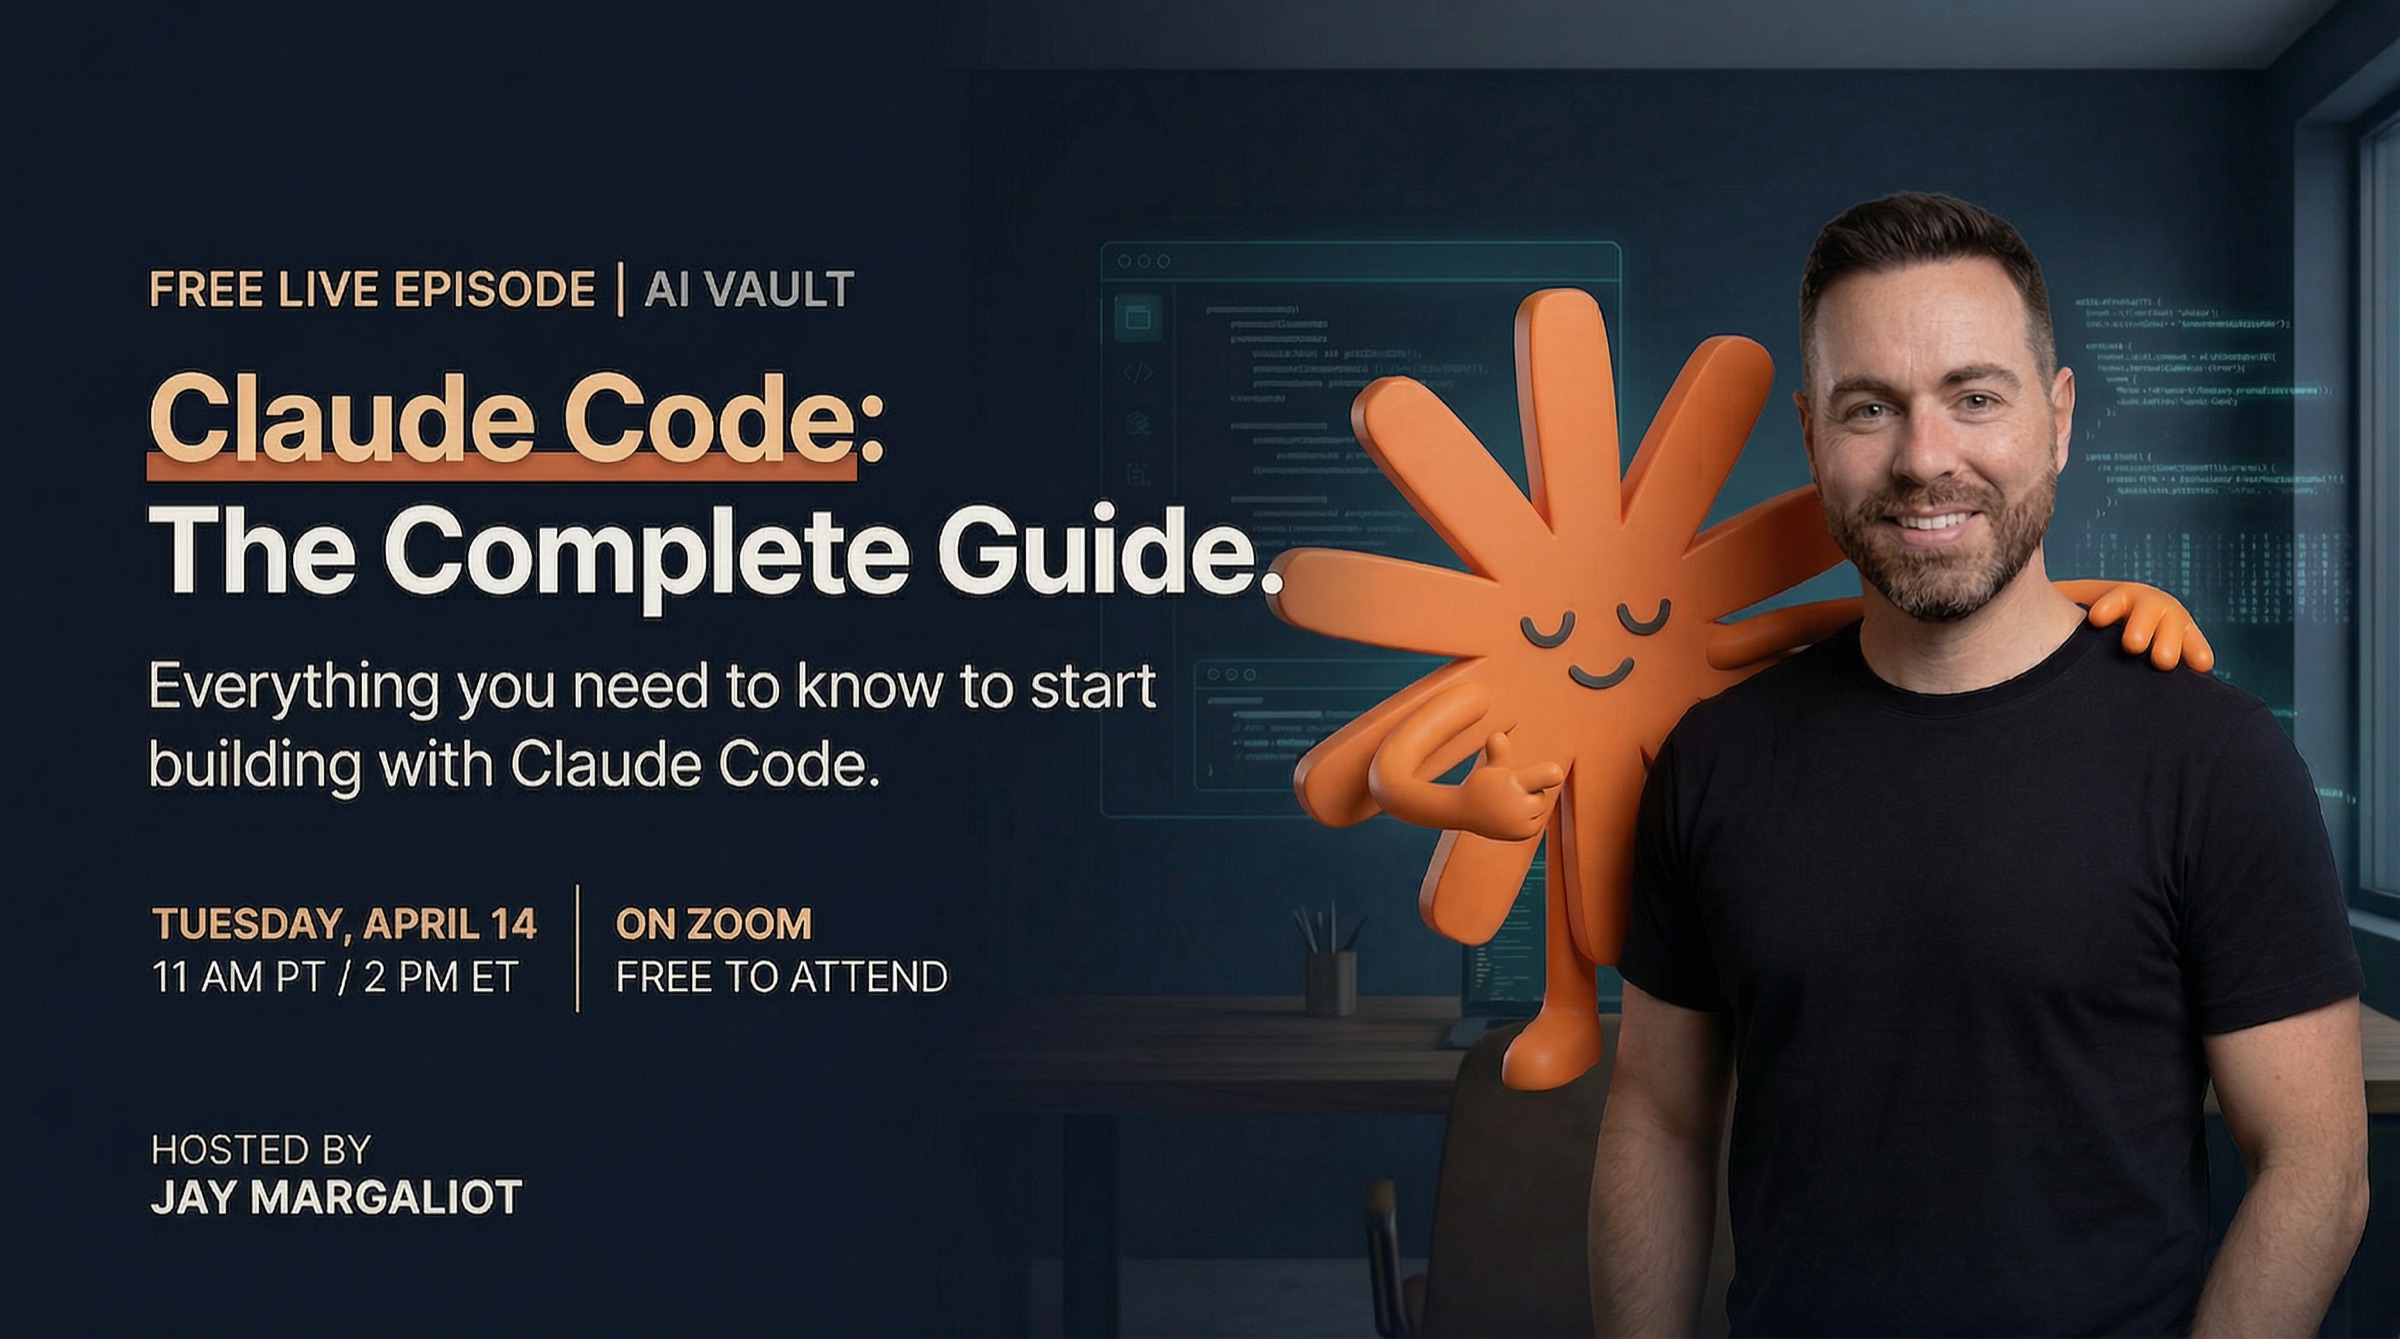 FREE LIVE EPISODE | AI VAULT
Claude Code:
The Complete Guide.
Everything you need to know to start
building with Claude Code.
TUESDAY, APRIL 14
11 AM PT / 2 PM ET
ON ZOOM
FREE TO ATTEND
HOSTED BY
JAY MARGALIOT